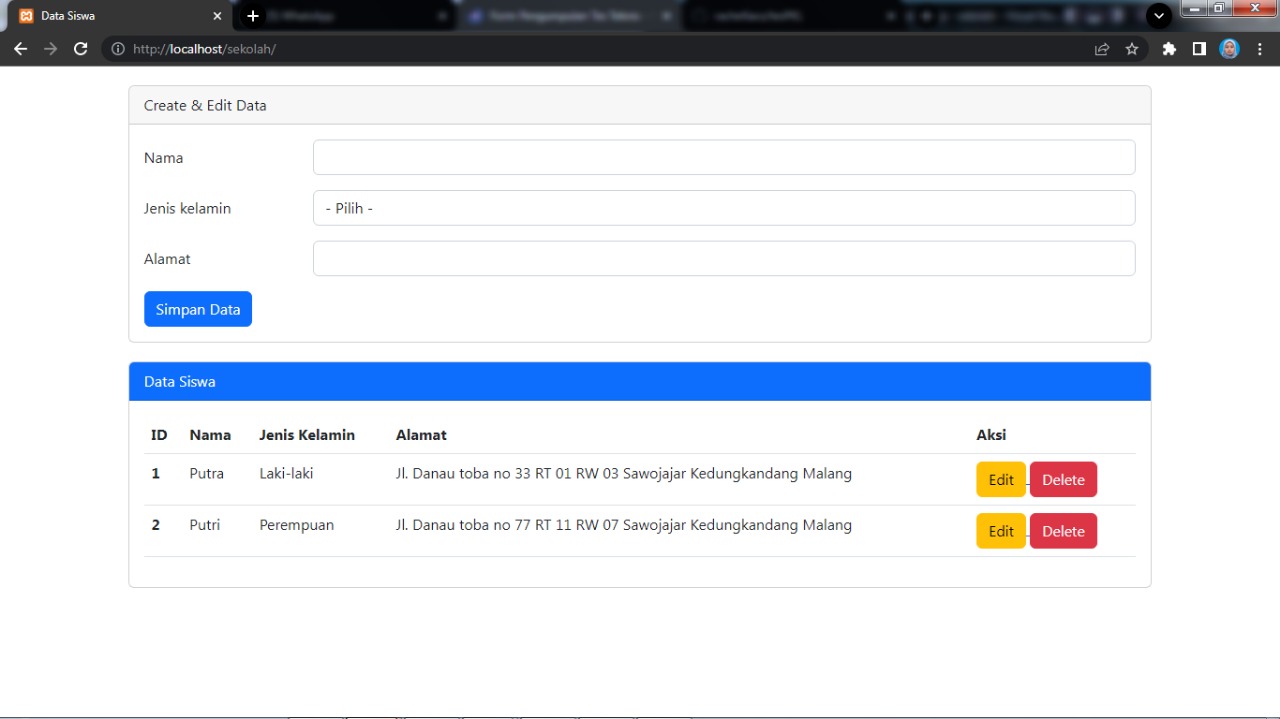 Data Siswa
http://localhost/sekolah/
Create & Edit Data
Nama
Jenis kelamin
- Pilih -
Alamat
Simpan Data
Data Siswa
ID Nama Jenis Kelamin Alamat Aksi
1 Putra Laki-laki Jl. Danau toba no 33 RT 01 RW 03 Sawojajar Kedungkandang Malang Edit Delete
2 Putri Perempuan Jl. Danau toba no 77 RT 11 RW 07 Sawojajar Kedungkandang Malang Edit Delete